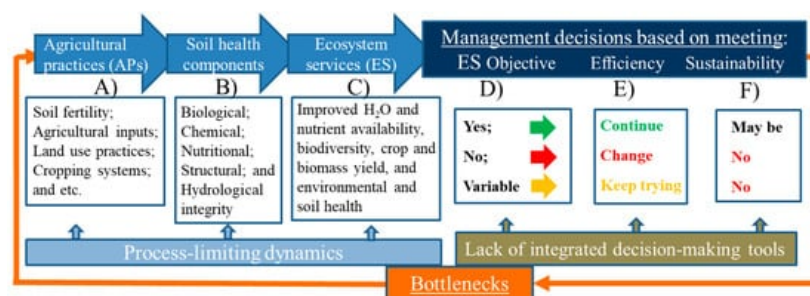 Agricultural
practices (APs)
Soil health
components
Ecosystem
services (ES)
Management decisions based on meeting:
ES Objective Efficiency Sustainability
A)
B)
C)
D)
E)
F)
Soil fertility;
Agricultural inputs;
Land use practices;
Cropping systems;
and etc.
Biological;
Chemical;
Nutritional;
Structural; and
Hydrological
integrity
Improved H₂O and
nutrient availability,
biodiversity, crop and
biomass yield, and
environmental and
soil health
Yes;
No;
Variable
Continue
Change
Keep trying
May be
No
No
Process-limiting dynamics
Lack of integrated decision-making tools
Bottlenecks